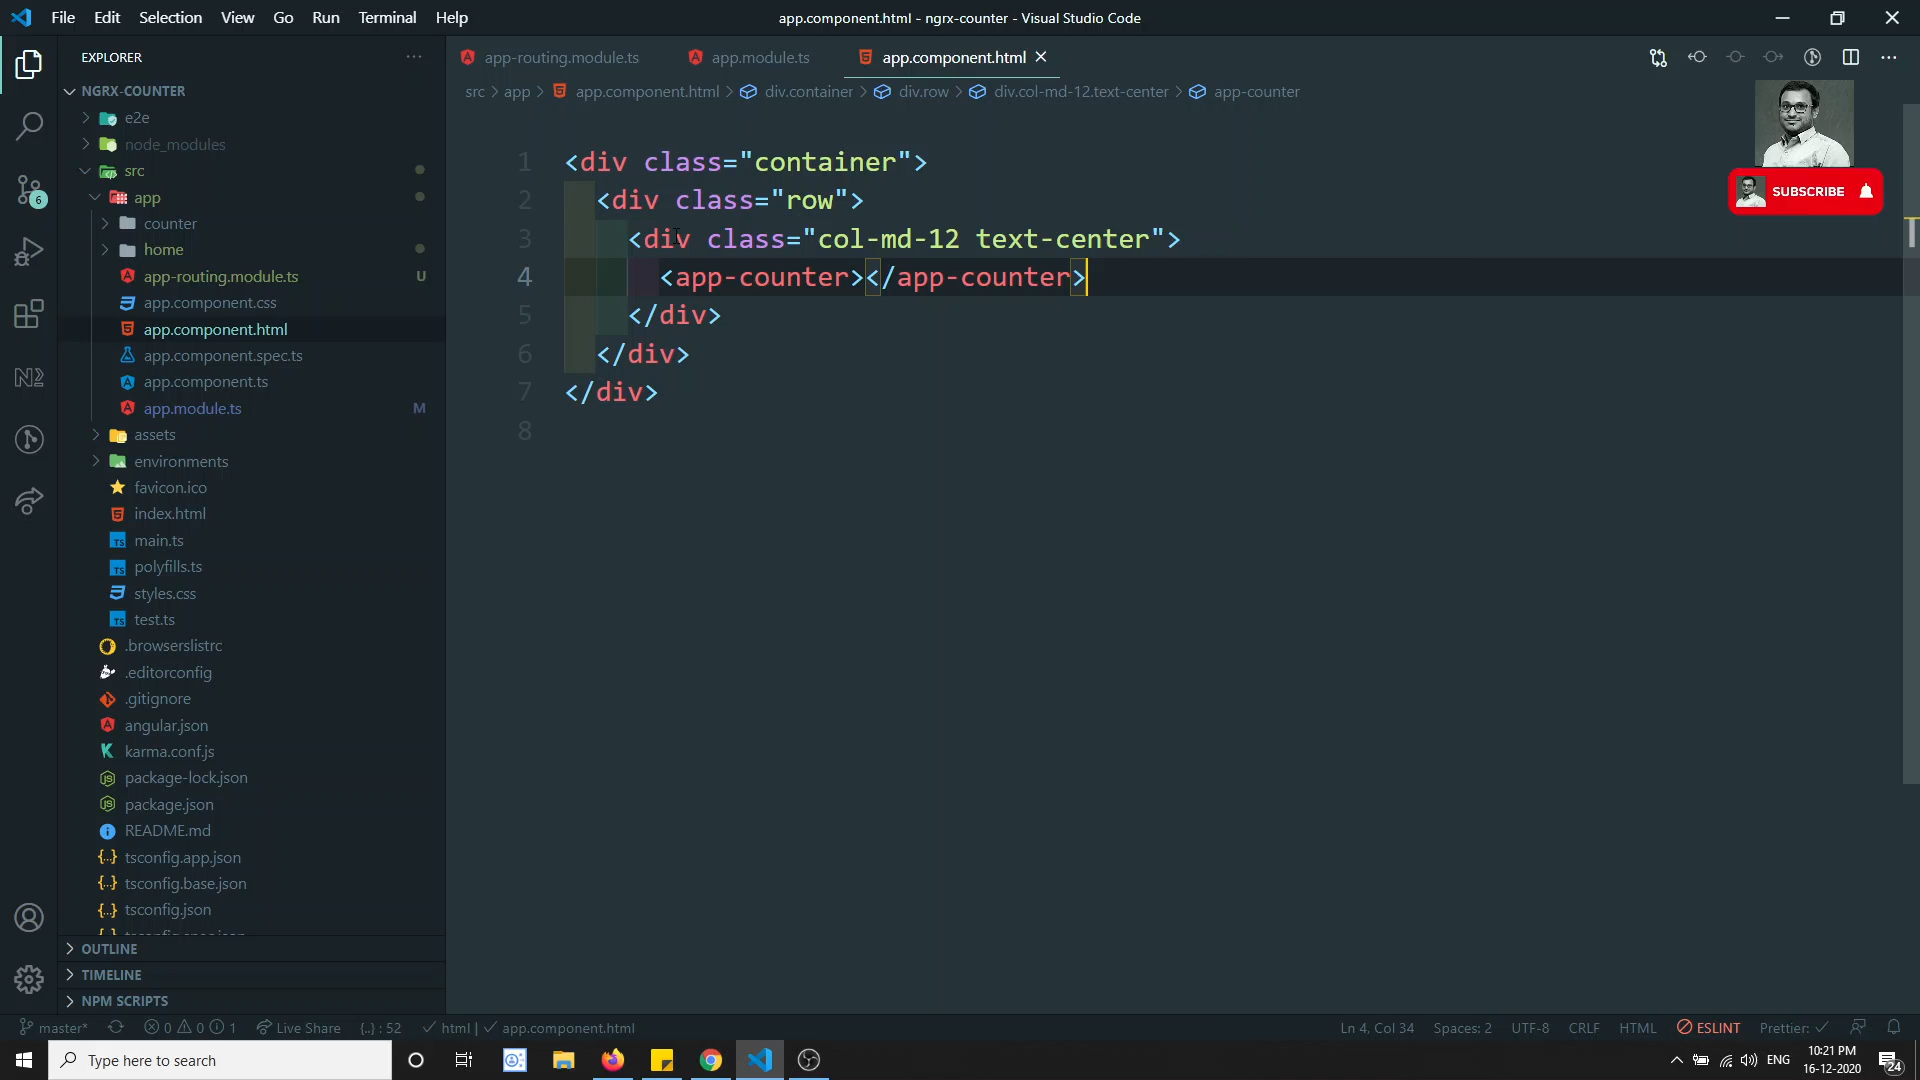 File Edit Selection View Go Run Terminal Help
app.component.html - ngrx-counter - Visual Studio Code
EXPLORER
NGRX-COUNTER
e2e
node_modules
src
app
counter
home
app-routing.module.ts U
app.component.css
app.component.html
app.component.spec.ts
app.component.ts
app.module.ts M
assets
environments
favicon.ico
index.html
main.ts
polyfills.ts
styles.css
test.ts
.browserslistrc
.editorconfig
.gitignore
angular.json
karma.conf.js
package-lock.json
package.json
README.md
tsconfig.app.json
tsconfig.base.json
tsconfig.json
OUTLINE
TIMELINE
NPM SCRIPTS
6
app-routing.module.ts
app.module.ts
app.component.html
src > app > app.component.html > div.container > div.row > div.col-md-12.text-center > app-counter
1 <div class="container">
2 <div class="row">
3 <div class="col-md-12 text-center">
4 <app-counter></app-counter>
5 </div>
6 </div>
7 </div>
8
SUBSCRIBE
master* 0 0 1 Live Share {..} : 52 html | app.component.html
Ln 4, Col 34 Spaces: 2 UTF-8 CRLF HTML ESLINT Prettier:
Type here to search
ENG
10:21 PM
16-12-2020
24